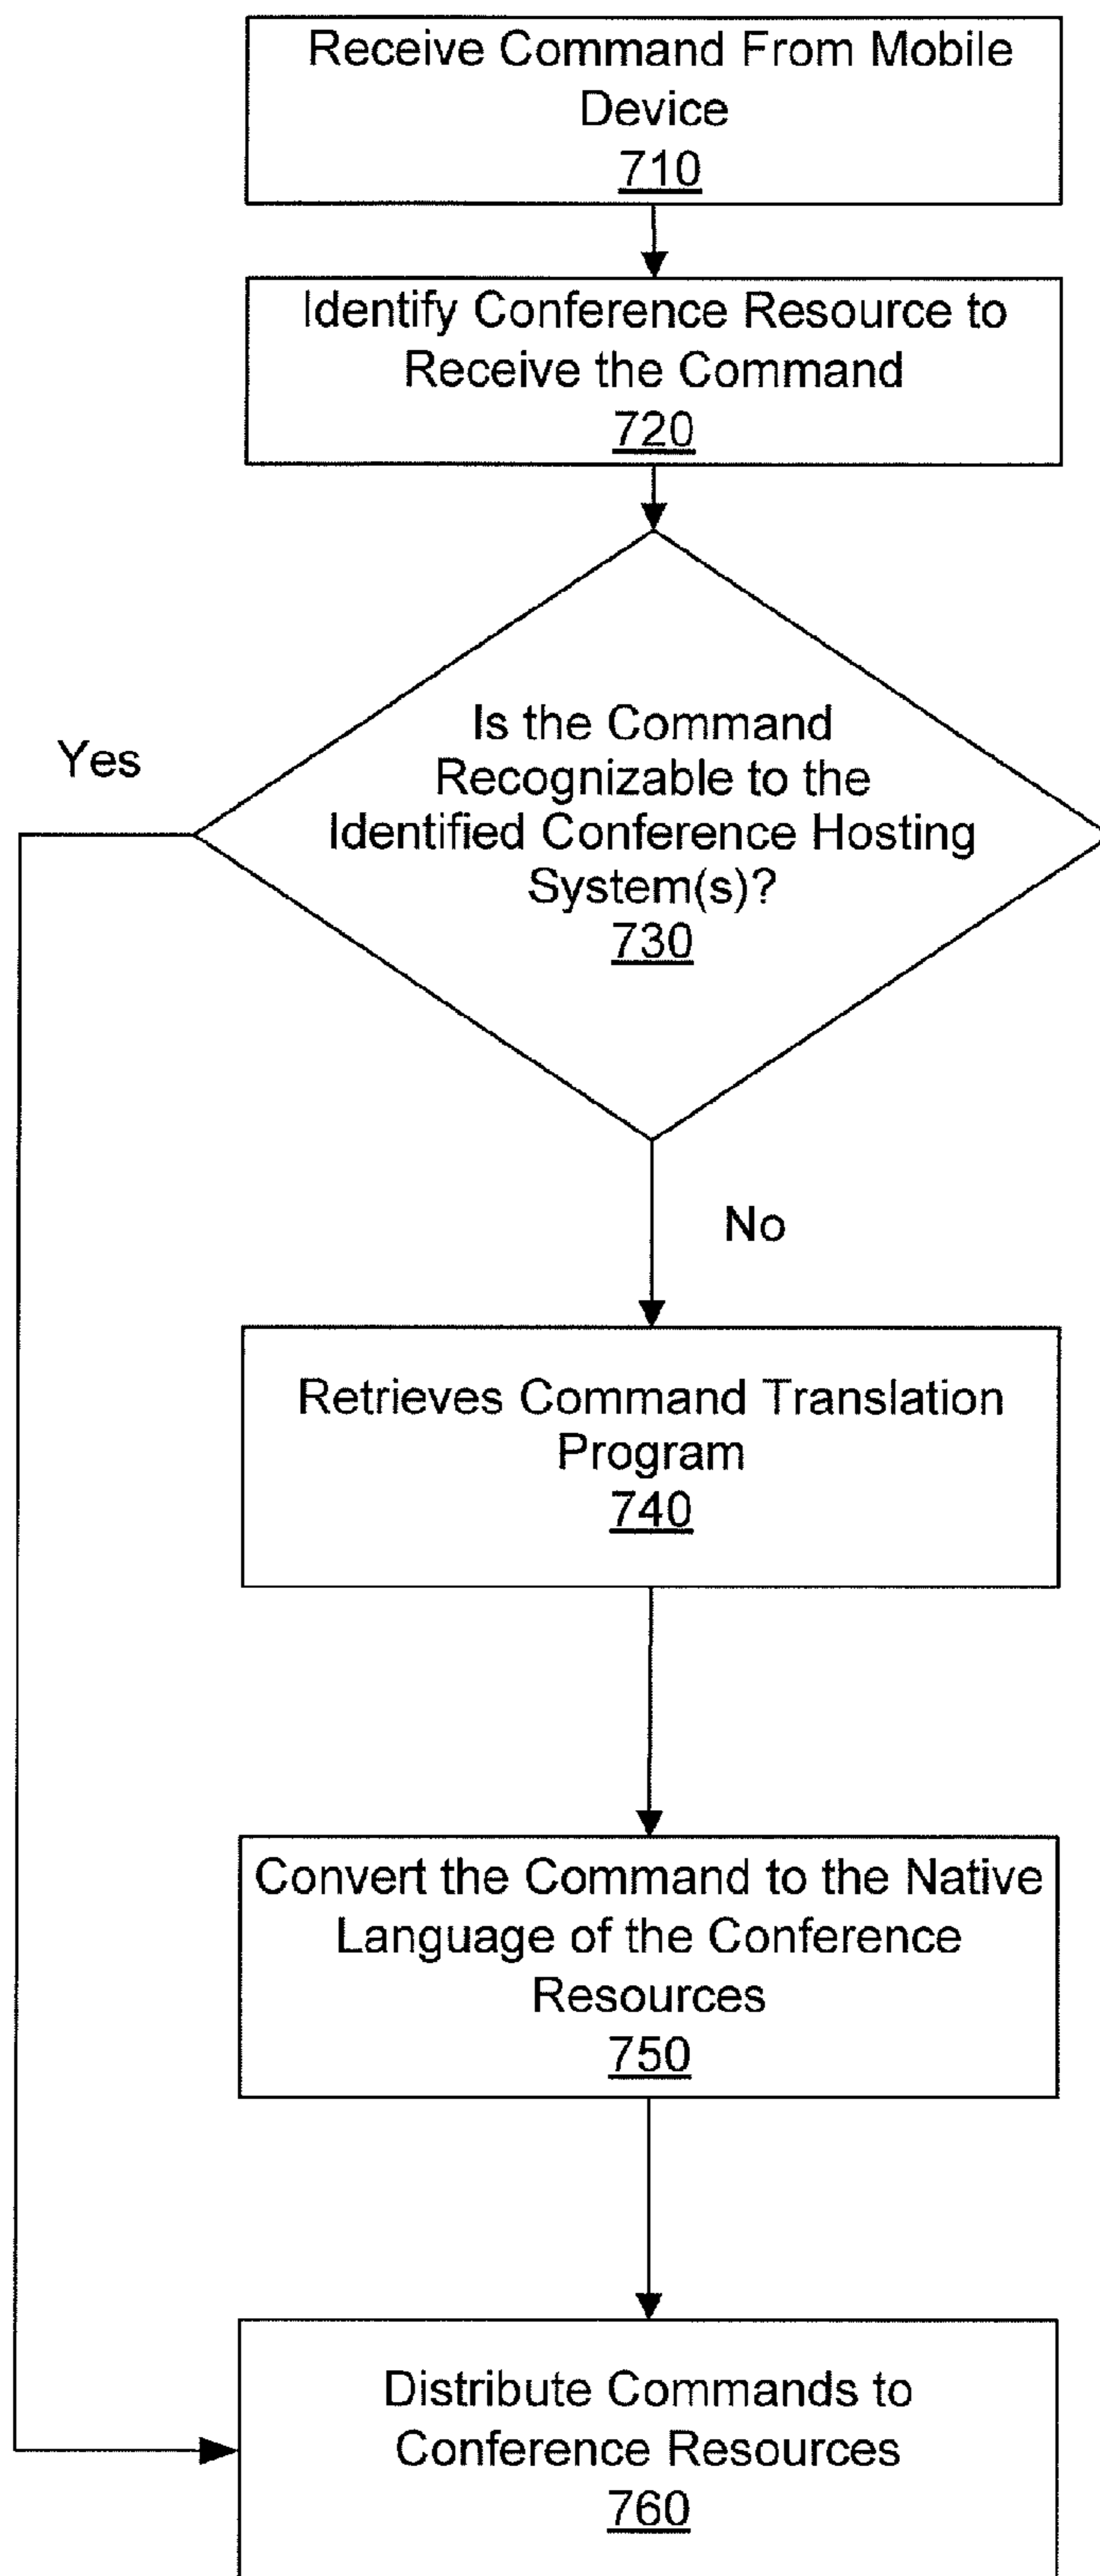 Receive Command From Mobile
Device
710
Identify Conference Resource to
Receive the Command
720
Is the Command
Recognizable to the
Identified Conference Hosting
System(s)?
730
Yes
No
Retrieves Command Translation
Program
740
Convert the Command to the Native
Language of the Conference
Resources
750
Distribute Commands to
Conference Resources
760